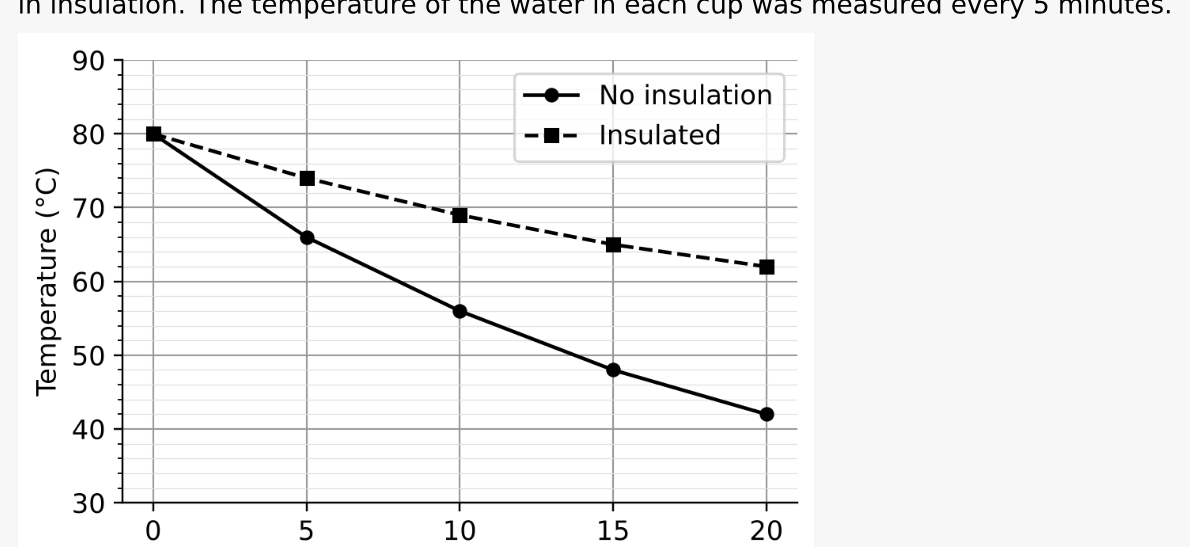 in insulation. The temperature of the water in each cup was measured every 5 minutes.
90
No insulation
80
Insulated
70
Temperature (°C)
60
50
40
30
0 5 10 15 20